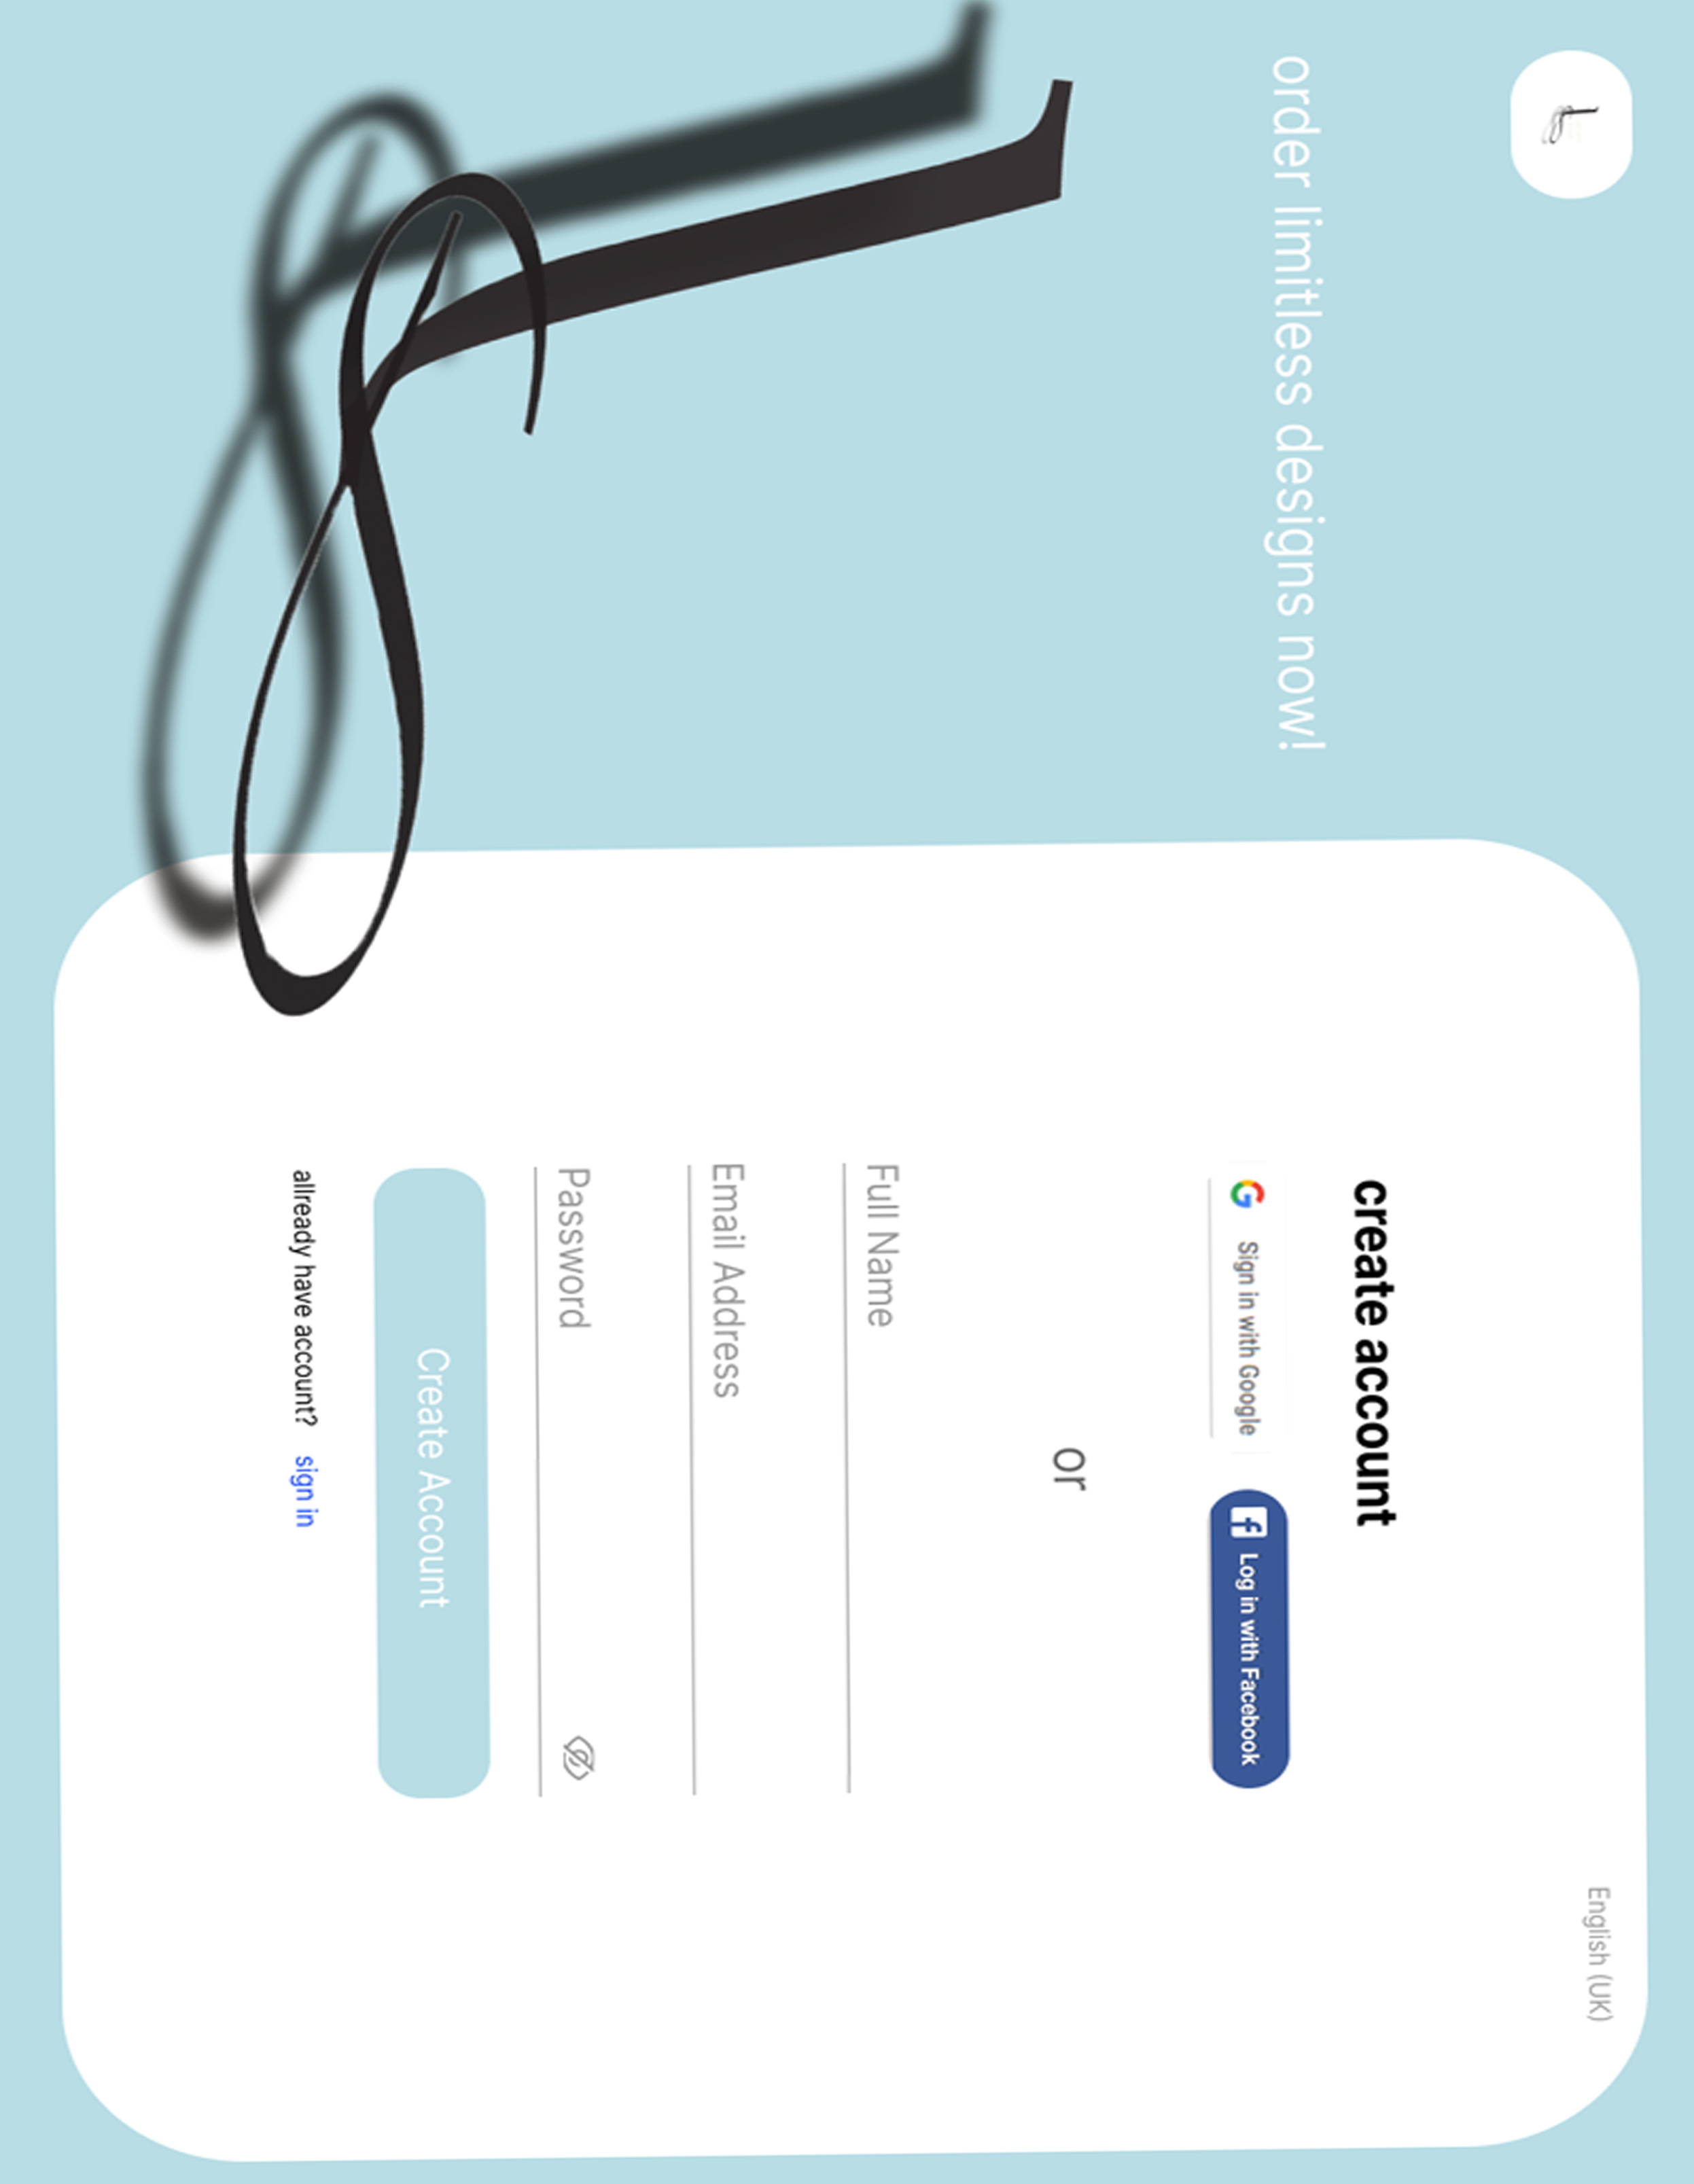 order limitless designs now!
English (UK)
create account
Sign in with Google
Log in with Facebook
or
Full Name
Email Address
Password
Create Account
allready have account? sign in